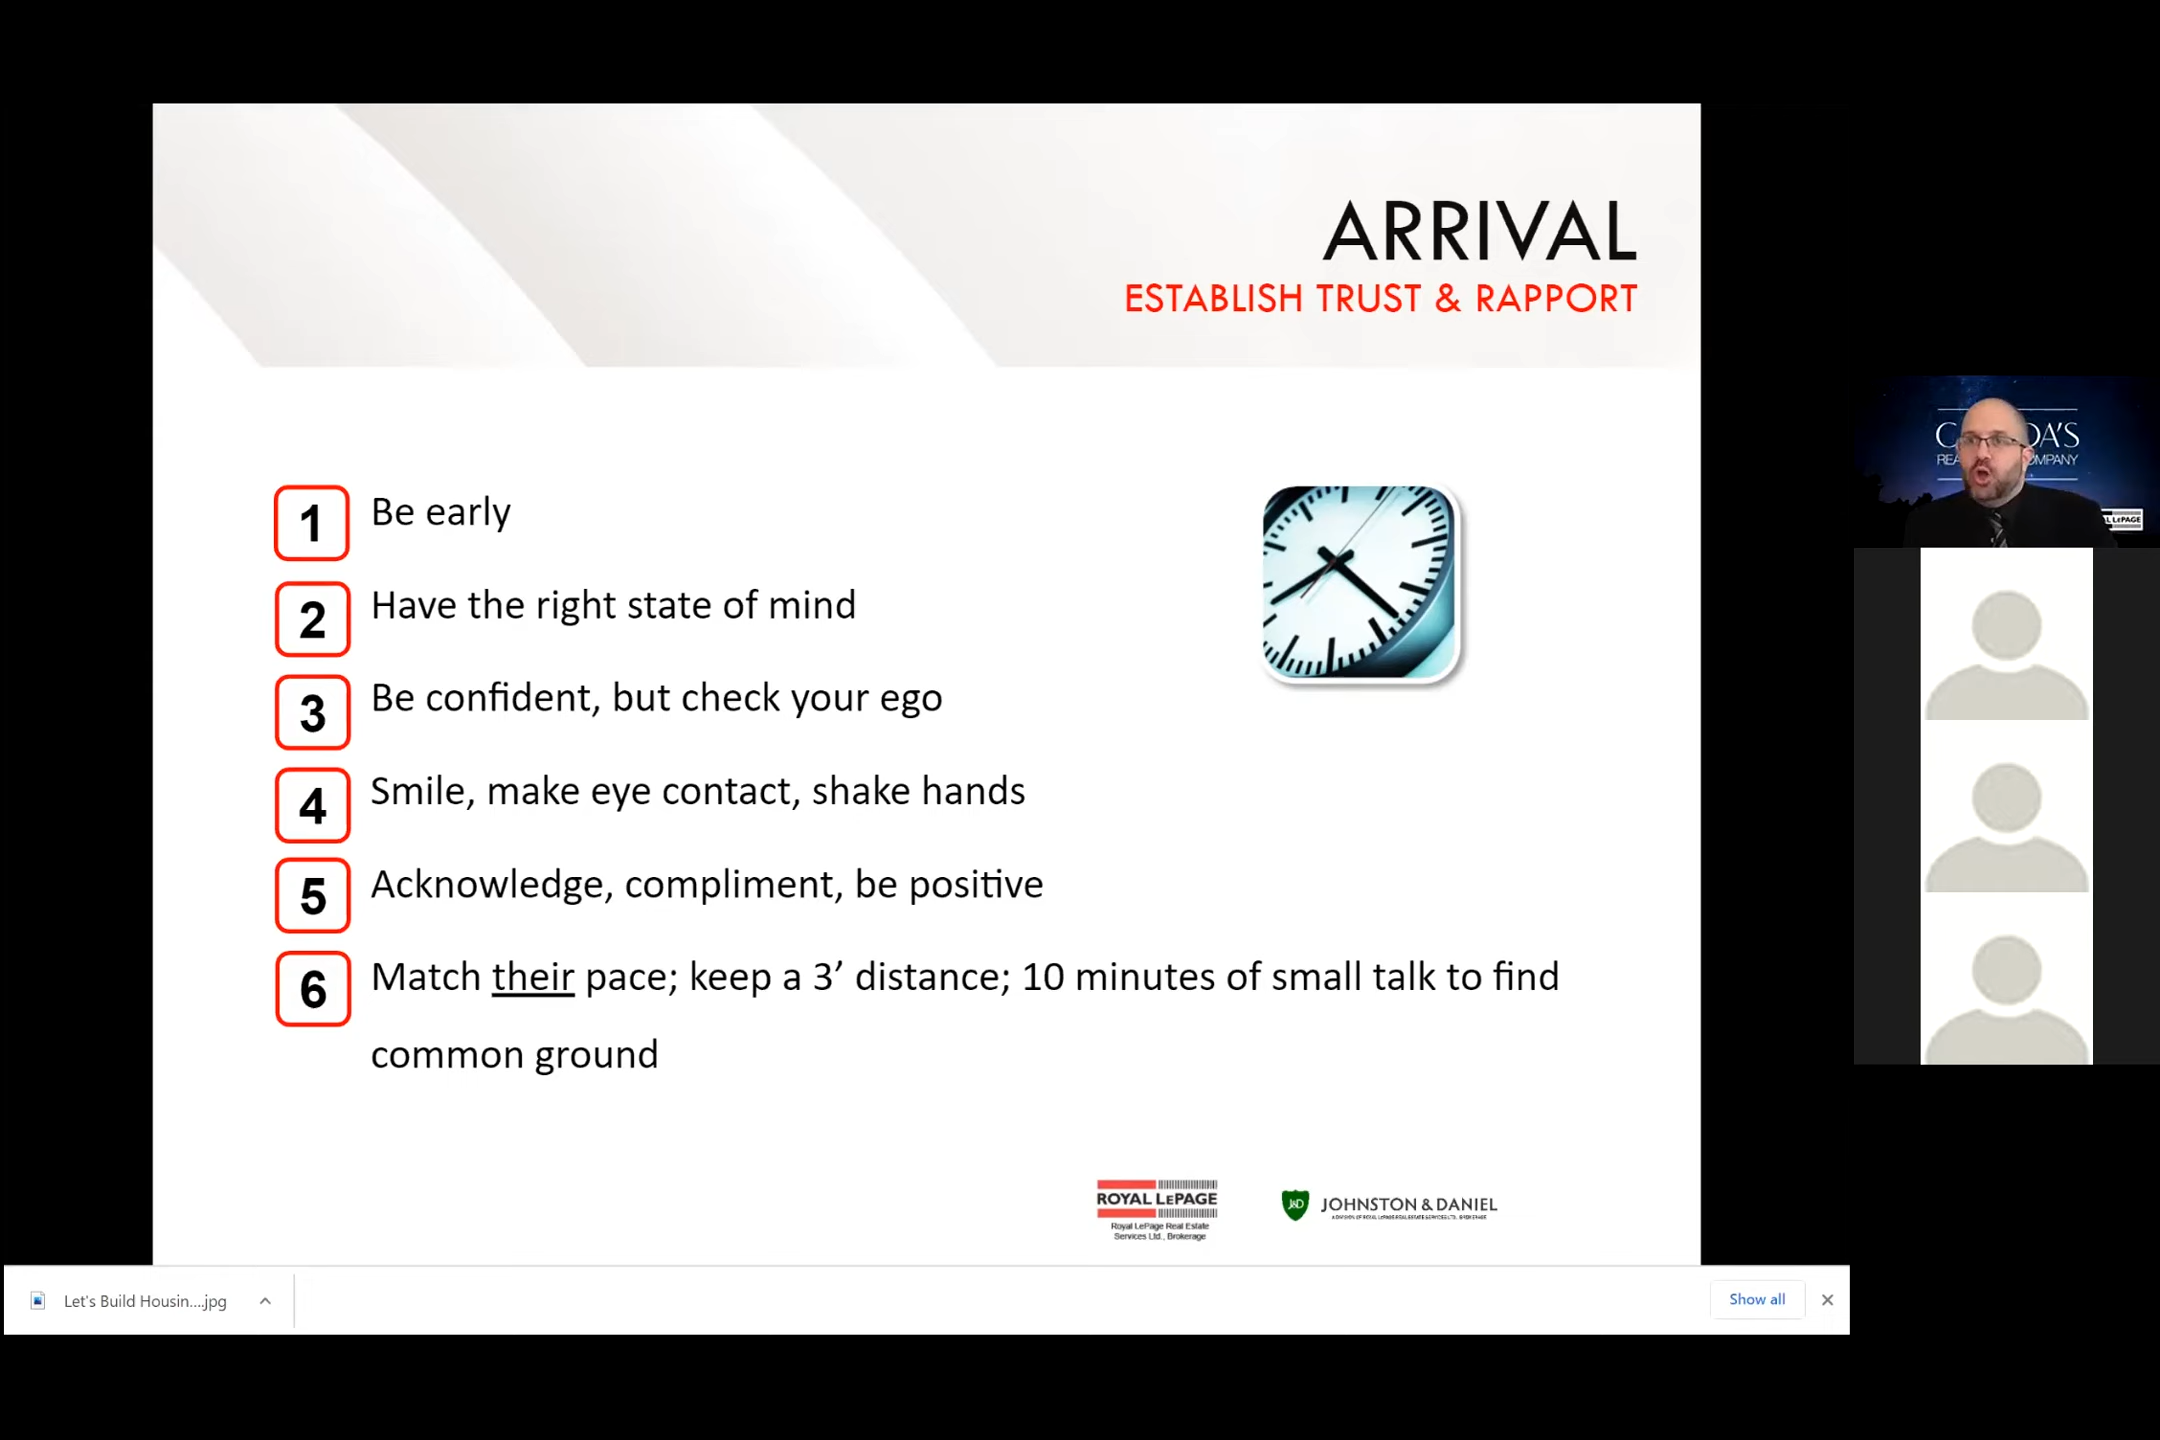 ARRIVAL
ESTABLISH TRUST & RAPPORT
1 Be early
2 Have the right state of mind
3 Be confident, but check your ego
4 Smile, make eye contact, shake hands
5 Acknowledge, compliment, be positive
6 Match their pace; keep a 3’ distance; 10 minutes of small talk to find
common ground
ROYAL LEPAGE
Royal LePage Real Estate
Services Ltd., Brokerage
J&D JOHNSTON & DANIEL
A DIVISION OF ROYAL LEPAGE REAL ESTATE SERVICES LTD., BROKERAGE
Let's Build Housin....jpg
Show all